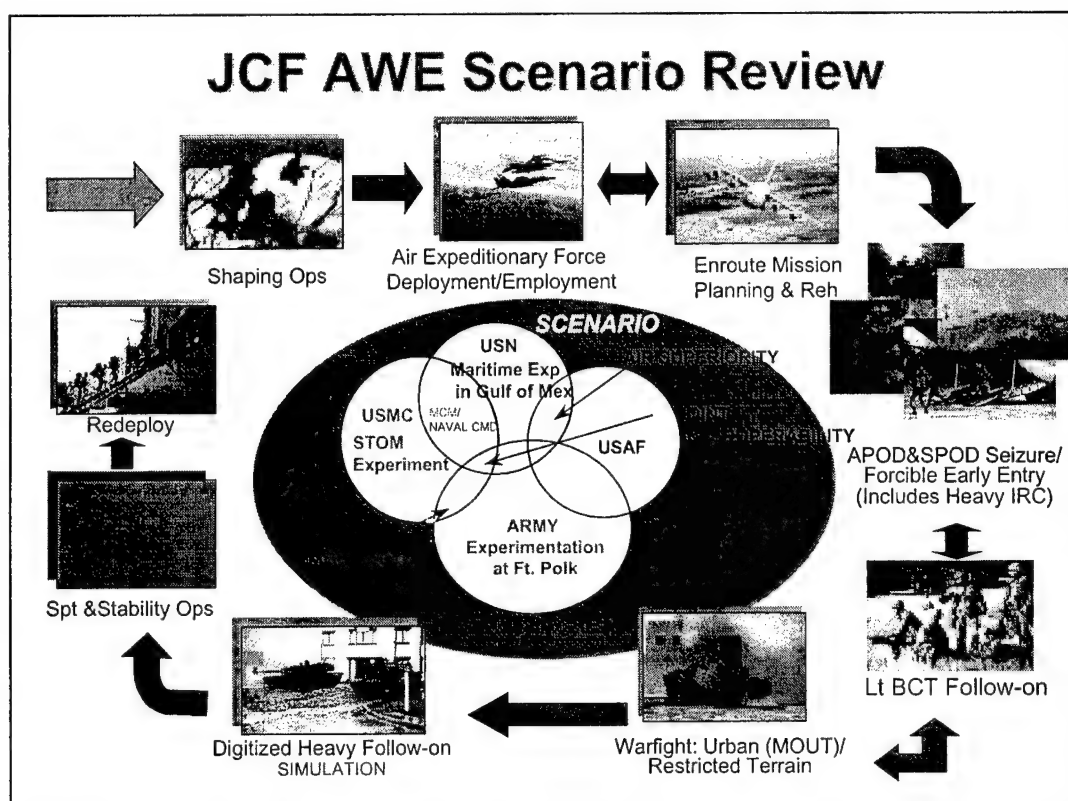 JCF AWE Scenario Review
Shaping Ops
Air Expeditionary Force
Deployment/Employment
Enroute Mission
Planning & Reh
SCENARIO
USN
Maritime Exp
in Gulf of Mex
AIR SUPERIORITY
MCM/
NAVAL CMD
USMC
STOM
Experiment
USAF
ARMY
Experimentation
at Ft. Polk
APOD&SPOD Seizure/
Forcible Early Entry
(Includes Heavy IRC)
Lt BCT Follow-on
Warfight: Urban (MOUT)/
Restricted Terrain
Digitized Heavy Follow-on
SIMULATION
Spt &Stability Ops
Redeploy